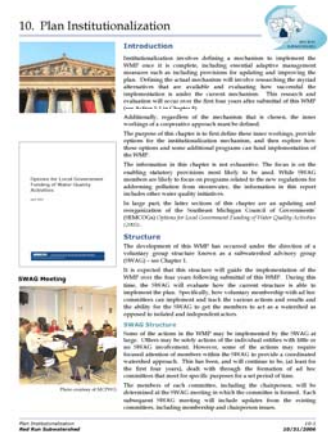 10. Plan Institutionalization
Introduction
Institutionalization involves defining a mechanism to implement the
WMP once it is complete, including essential adaptive management
measures such as including provisions for updating and improving the
plan. Defining the actual mechanism will involve researching the myriad
alternatives that are available and evaluating how successful the
implementation is under the current mechanism. This research and
evaluation will occur over the first four years after submittal of this WMP
Additionally, regardless of the mechanism that is chosen, the inner
workings of a cooperative approach must be defined.
The purpose of this chapter is to first define these inner workings, provide
options for the institutionalization mechanism, and then explore how
those options and some additional programs can fund implementation of
the WMP.
The information in this chapter is not exhaustive. The focus is on the
enabling statutory provisions most likely to be used. While SWAG
members are likely to focus on programs related to the new regulations for
addressing pollution from stormwater, the information in this report
includes other water quality initiatives.
In large part, the latter sections of this chapter are an updating and
reorganization of the Southeast Michigan Council of Governments'
(SEMCOG's) Options for Local Government Funding of Water Quality Activities
Options for Local Government
Funding of Water Quality
Activities
Structure
The development of this WMP has occurred under the direction of a
voluntary group structure known as a subwatershed advisory group
(SWAG) – see Chapter 1.
It is expected that this structure will guide the implementation of the
WMP over the four years following submittal of this WMP. During this
time, the SWAG will evaluate how the current structure is able to
implement the plan. Specifically, how voluntary membership with ad hoc
committees can implement and track the various actions and results and
the ability for the SWAG to get the members to act as a watershed as
opposed to isolated and independent actors.
SWAG Meeting
Photo courtesy of MCPWO
SWAG Structure
Some of the actions in the WMP may be implemented by the SWAG at
large. Others may be solely actions of the individual entities with little or
no SWAG involvement. However, some of the actions may require
focused attention of members within the SWAG to provide a coordinated
watershed approach. This has been, and will continue to be, (at least for
the first four years), dealt with through the formation of ad hoc
committees that meet for specific purposes for a set period of time.
The members of each committee, including the chairperson, will be
determined at the SWAG meeting in which the committee is formed. Each
subsequent SWAG meeting will include updates from the existing
committees, including membership and chairperson issues.
Plan Institutionalization
Red Run Subwatershed
10-1
10/31/2006